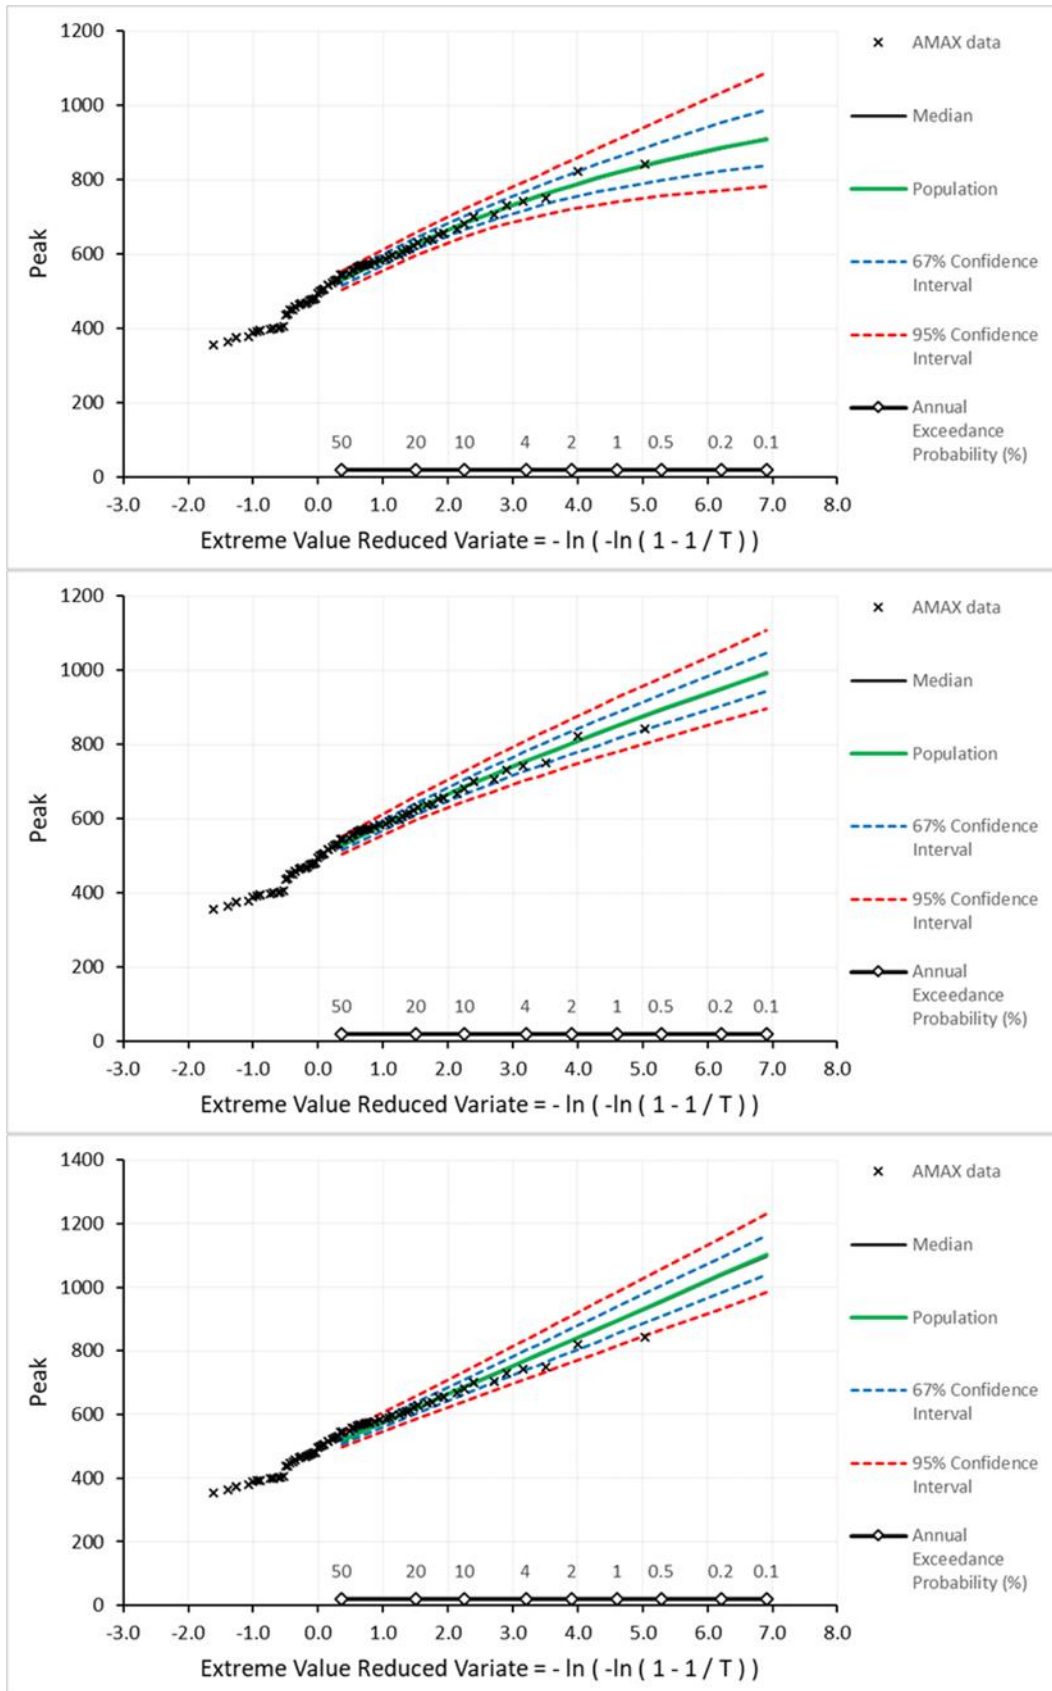 1200
1000
800
600
400
200
0
Peak
50 20 10 4 2 1 0.5 0.2 0.1
-3.0 -2.0 -1.0 0.0 1.0 2.0 3.0 4.0 5.0 6.0 7.0 8.0
Extreme Value Reduced Variate = - ln ( -ln ( 1 - 1 / T ) )
AMAX data
Median
Population
67% Confidence
Interval
95% Confidence
Interval
Annual
Exceedance
Probability (%)
1200
1000
800
600
400
200
0
Peak
50 20 10 4 2 1 0.5 0.2 0.1
-3.0 -2.0 -1.0 0.0 1.0 2.0 3.0 4.0 5.0 6.0 7.0 8.0
Extreme Value Reduced Variate = - ln ( -ln ( 1 - 1 / T ) )
AMAX data
Median
Population
67% Confidence
Interval
95% Confidence
Interval
Annual
Exceedance
Probability (%)
1400
1200
1000
800
600
400
200
0
Peak
50 20 10 4 2 1 0.5 0.2 0.1
-3.0 -2.0 -1.0 0.0 1.0 2.0 3.0 4.0 5.0 6.0 7.0 8.0
Extreme Value Reduced Variate = - ln ( -ln ( 1 - 1 / T ) )
AMAX data
Median
Population
67% Confidence
Interval
95% Confidence
Interval
Annual
Exceedance
Probability (%)